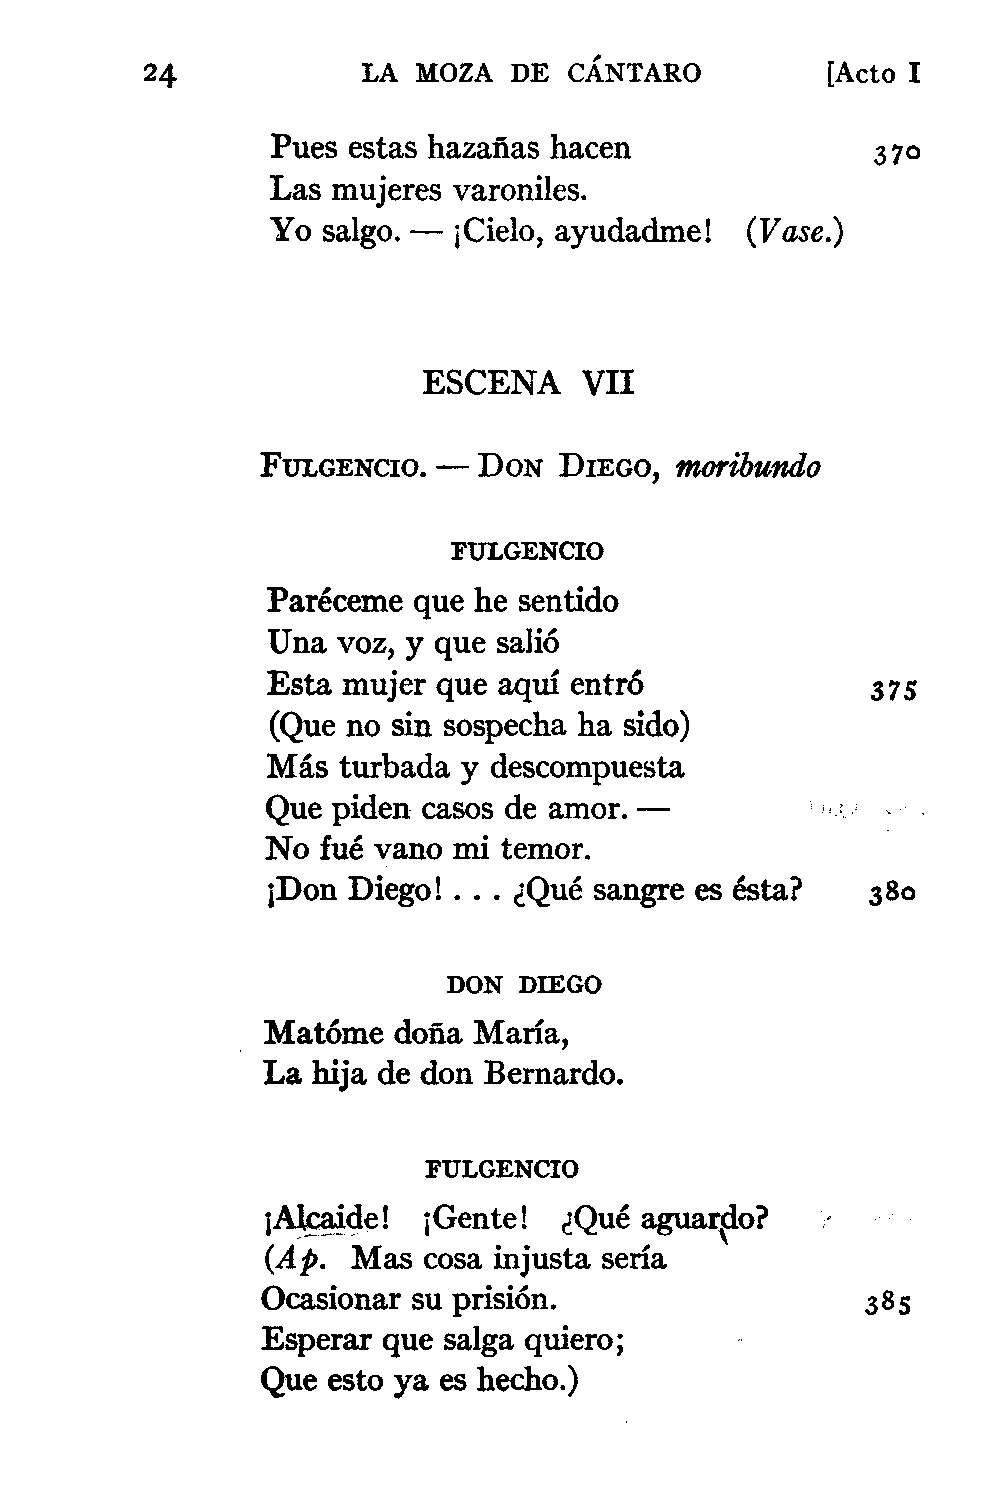 24 LA MOZA DE CÁNTARO [Acto I
Pues estas hazañas hacen 370
Las mujeres varoniles.
Yo salgo. — ¡Cielo, ayudadme! (Vase.)
ESCENA VII
FULGENCIO. — DON DIEGO, moribundo
FULGENCIO
Paréceme que he sentido
Una voz, y que salió
Esta mujer que aquí entró 375
(Que no sin sospecha ha sido)
Más turbada y descompuesta
Que piden casos de amor. —
No fué vano mi temor.
¡Don Diego! . . . ¿Qué sangre es ésta? 380
DON DIEGO
Matóme doña María,
La hija de don Bernardo.
FULGENCIO
¡Alcaide! ¡Gente! ¿Qué aguardo?
(Ap. Mas cosa injusta sería
Ocasionar su prisión. 385
Esperar que salga quiero;
Que esto ya es hecho.)